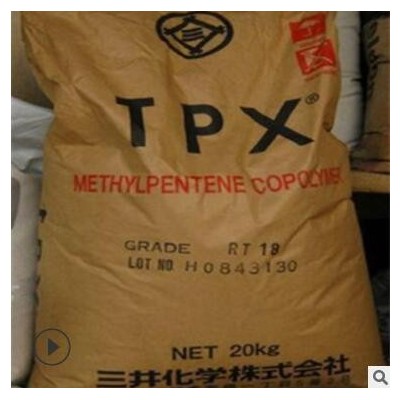 TPX®
METHYLPENTENE COPOLYMER
GRADE RT 18
LOT NO H0843130
NET 20kg
三井化学株式会社